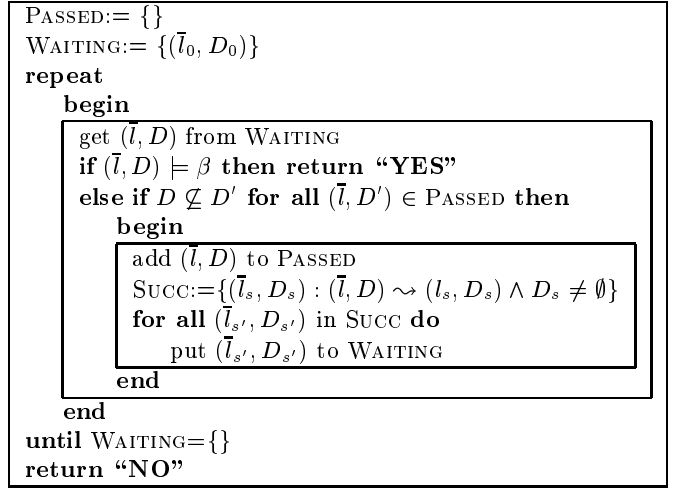 PASSED:= {}
WAITING:= {(l̅₀, D₀)}
repeat
begin
get (l̅, D) from WAITING
if (l̅, D) ⊨ β then return “YES”
else if D ⊈ D′ for all (l̅, D′) ∈ PASSED then
begin
add (l̅, D) to PASSED
SUCC:={(l̅ₛ, Dₛ) : (l̅, D) ⇝ (lₛ, Dₛ) ∧ Dₛ ≠ ∅}
for all (l̅ₛ′, Dₛ′) in SUCC do
put (l̅ₛ′, Dₛ′) to WAITING
end
end
until WAITING={}
return “NO”